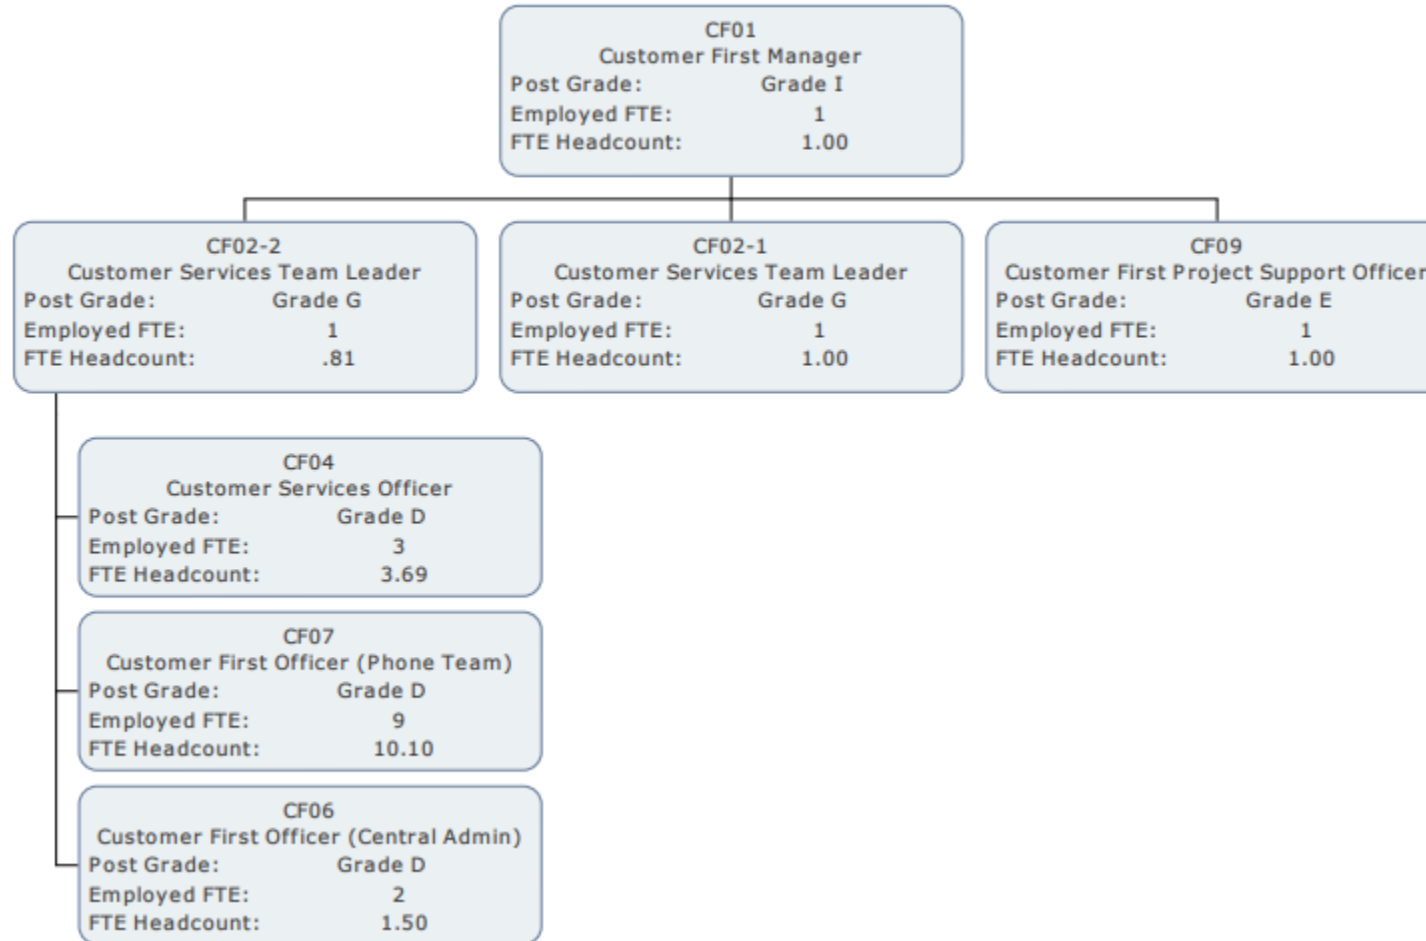 CF01
Customer First Manager
Post Grade: Grade I
Employed FTE: 1
FTE Headcount: 1.00
CF02-2
Customer Services Team Leader
Post Grade: Grade G
Employed FTE: 1
FTE Headcount: .81
CF02-1
Customer Services Team Leader
Post Grade: Grade G
Employed FTE: 1
FTE Headcount: 1.00
CF09
Customer First Project Support Officer
Post Grade: Grade E
Employed FTE: 1
FTE Headcount: 1.00
CF04
Customer Services Officer
Post Grade: Grade D
Employed FTE: 3
FTE Headcount: 3.69
CF07
Customer First Officer (Phone Team)
Post Grade: Grade D
Employed FTE: 9
FTE Headcount: 10.10
CF06
Customer First Officer (Central Admin)
Post Grade: Grade D
Employed FTE: 2
FTE Headcount: 1.50